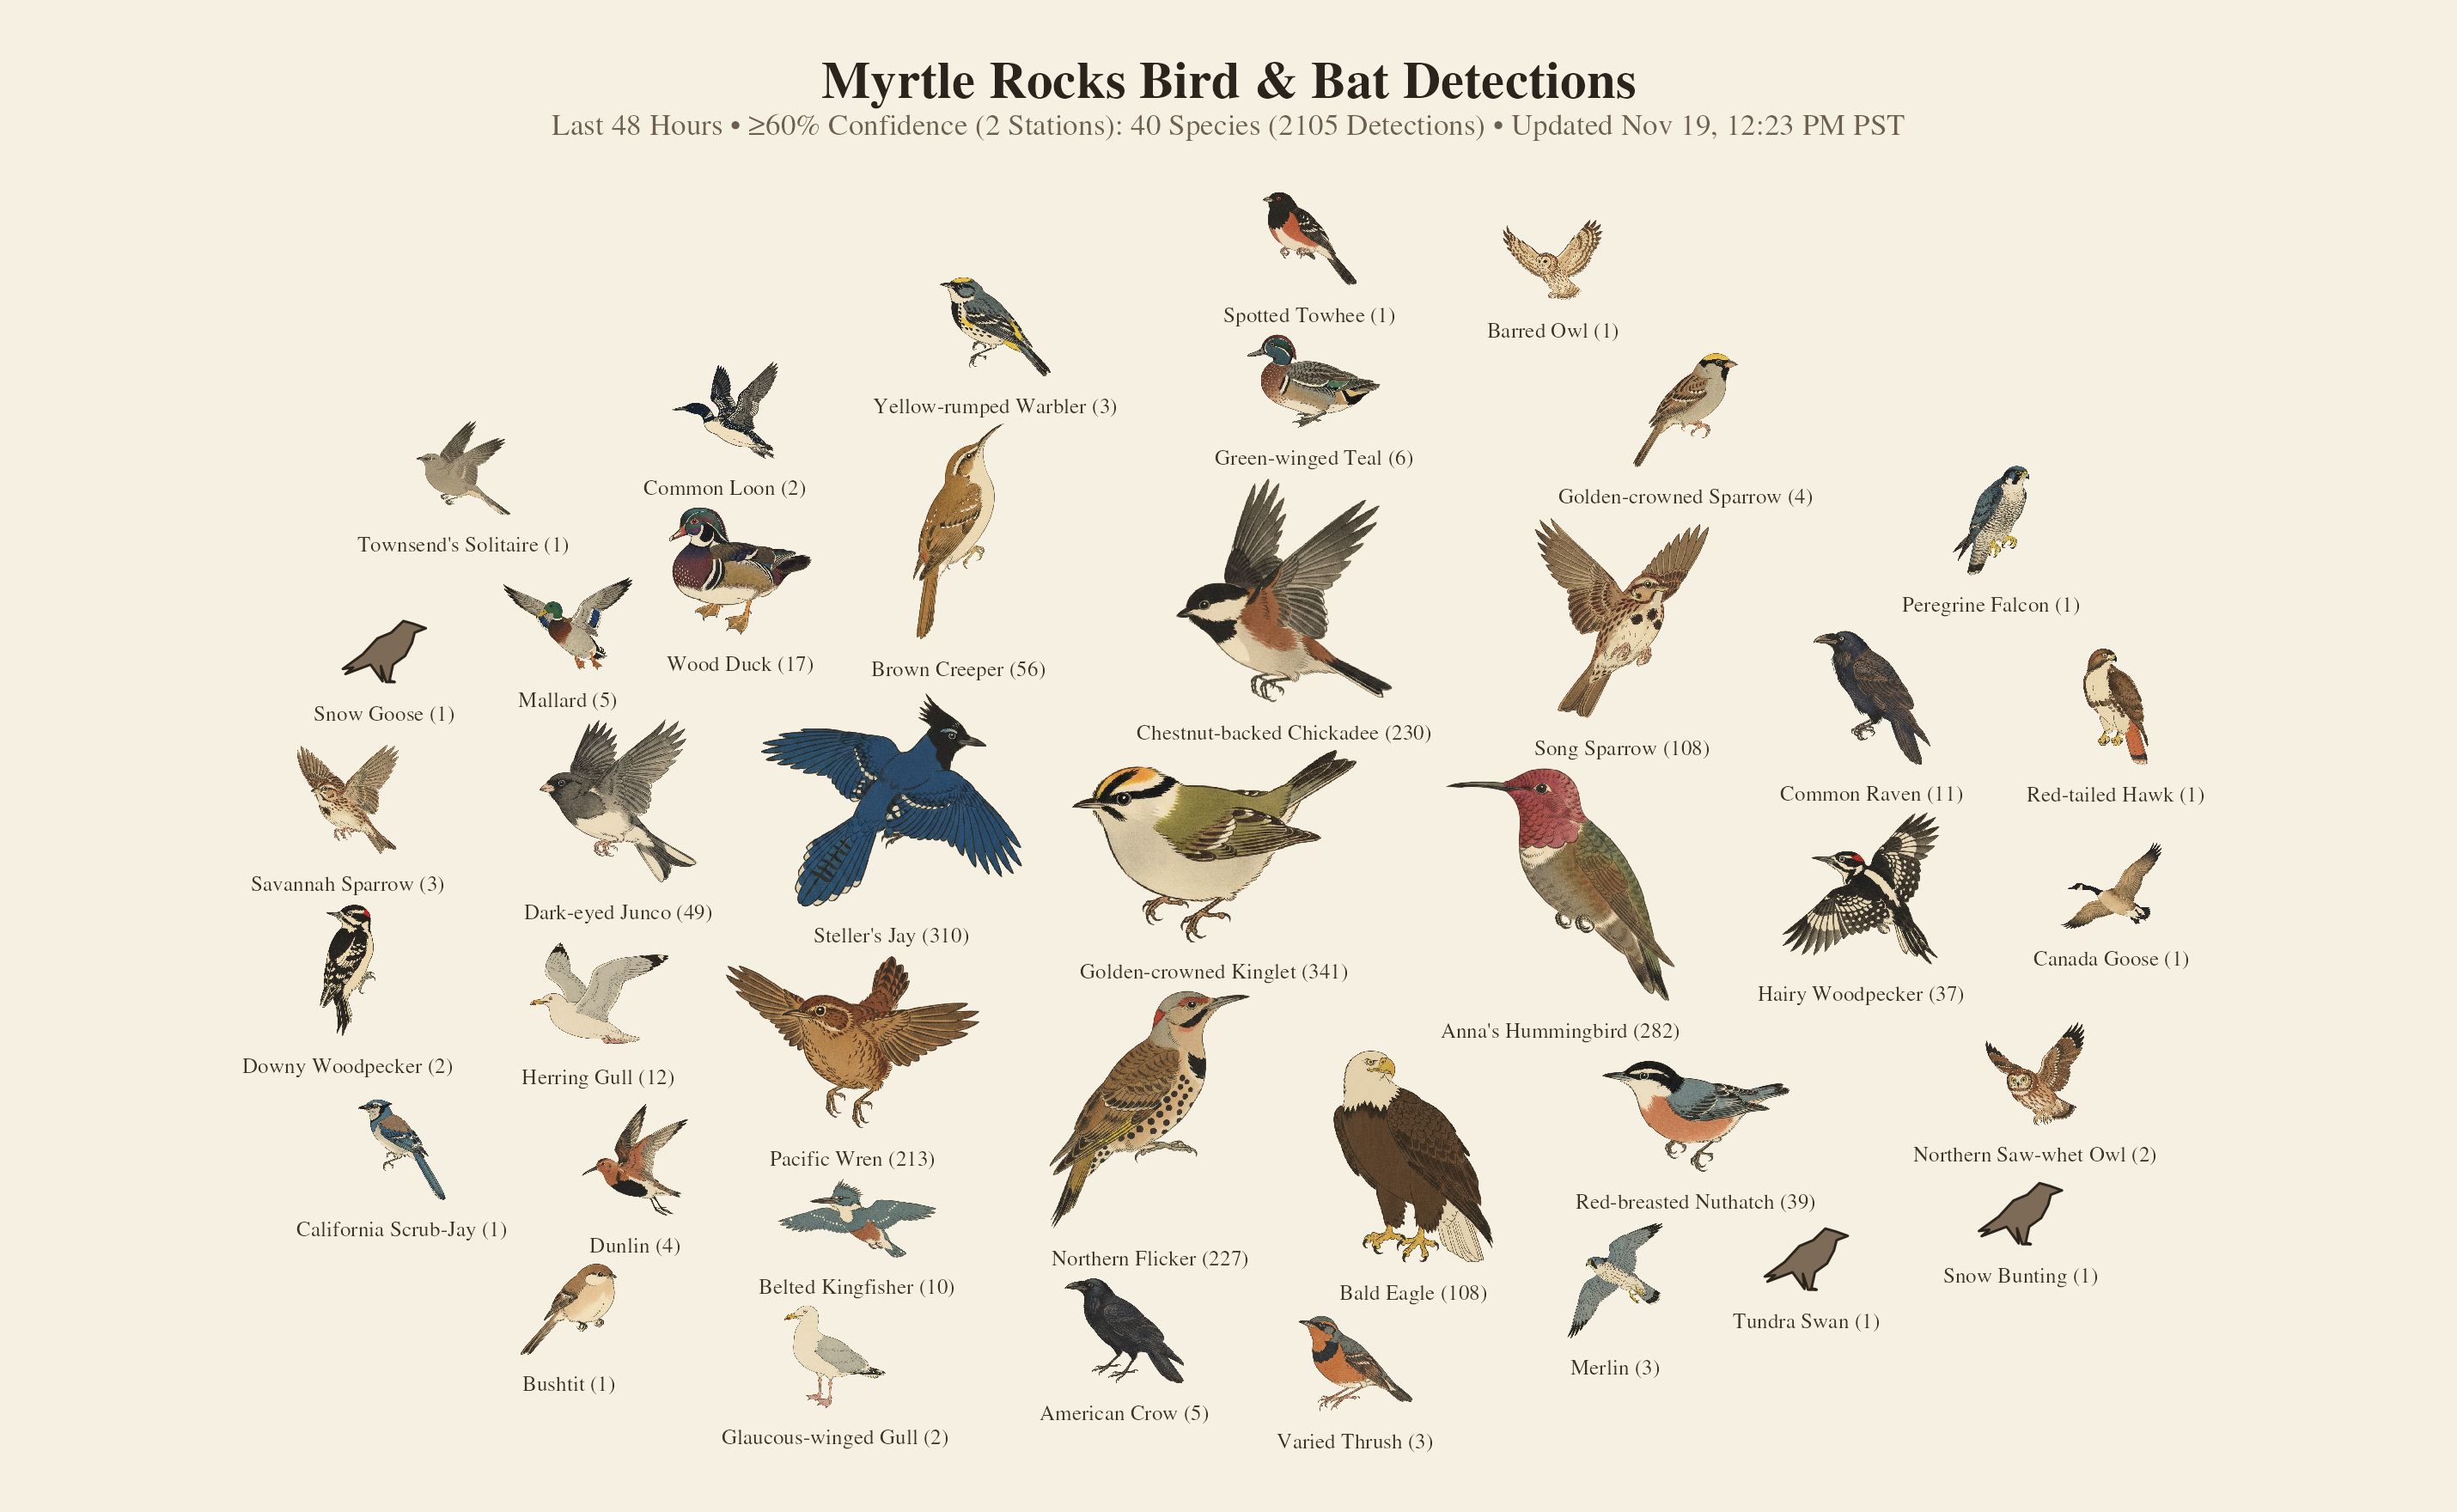 Myrtle Rocks Bird & Bat Detections
Last 48 Hours • ≥60% Confidence (2 Stations): 40 Species (2105 Detections) • Updated Nov 19, 12:23 PM PST
Spotted Towhee (1)
Barred Owl (1)
Yellow-rumped Warbler (3)
Green-winged Teal (6)
Common Loon (2)
Golden-crowned Sparrow (4)
Townsend's Solitaire (1)
Peregrine Falcon (1)
Wood Duck (17)
Brown Creeper (56)
Mallard (5)
Snow Goose (1)
Chestnut-backed Chickadee (230)
Song Sparrow (108)
Common Raven (11)
Red-tailed Hawk (1)
Savannah Sparrow (3)
Dark-eyed Junco (49)
Steller's Jay (310)
Golden-crowned Kinglet (341)
Canada Goose (1)
Hairy Woodpecker (37)
Anna's Hummingbird (282)
Downy Woodpecker (2)
Herring Gull (12)
Pacific Wren (213)
Northern Saw-whet Owl (2)
Red-breasted Nuthatch (39)
California Scrub-Jay (1)
Dunlin (4)
Northern Flicker (227)
Snow Bunting (1)
Belted Kingfisher (10)
Bald Eagle (108)
Tundra Swan (1)
Merlin (3)
Bushtit (1)
American Crow (5)
Glaucous-winged Gull (2)
Varied Thrush (3)